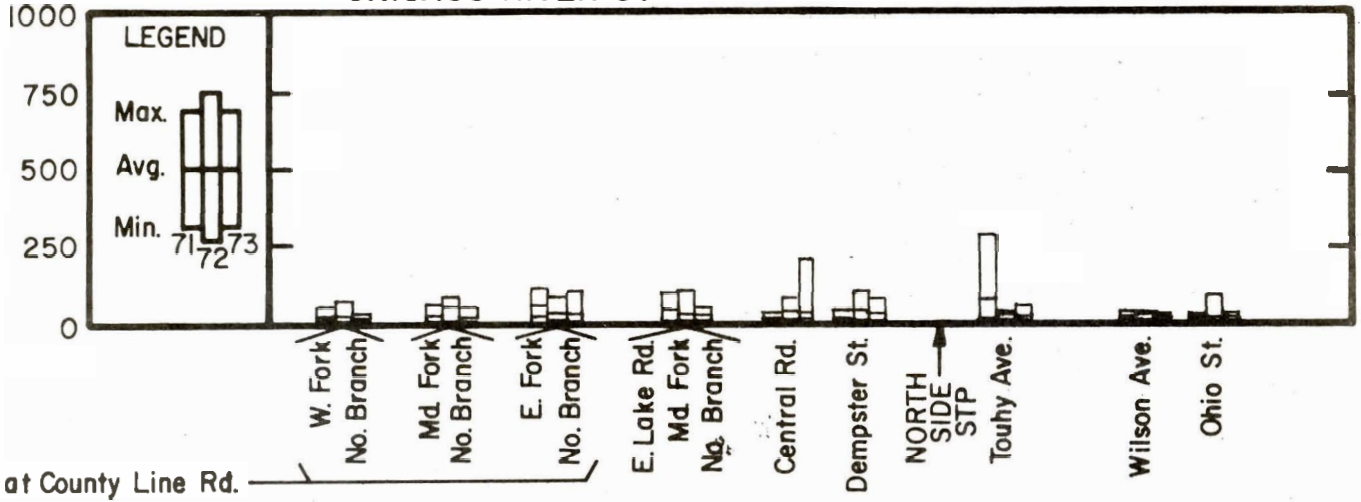 1000
750
500
250
0
LEGEND
Max.
Avg.
Min.
71
72
73
W. Fork
No. Branch
Md. Fork
No. Branch
E. Fork
No. Branch
E. Lake Rd.
Md. Fork
No. Branch
Central Rd.
Dempster St.
NORTH
SIDE
STP
Touhy Ave.
Wilson Ave.
Ohio St.
at County Line Rd.